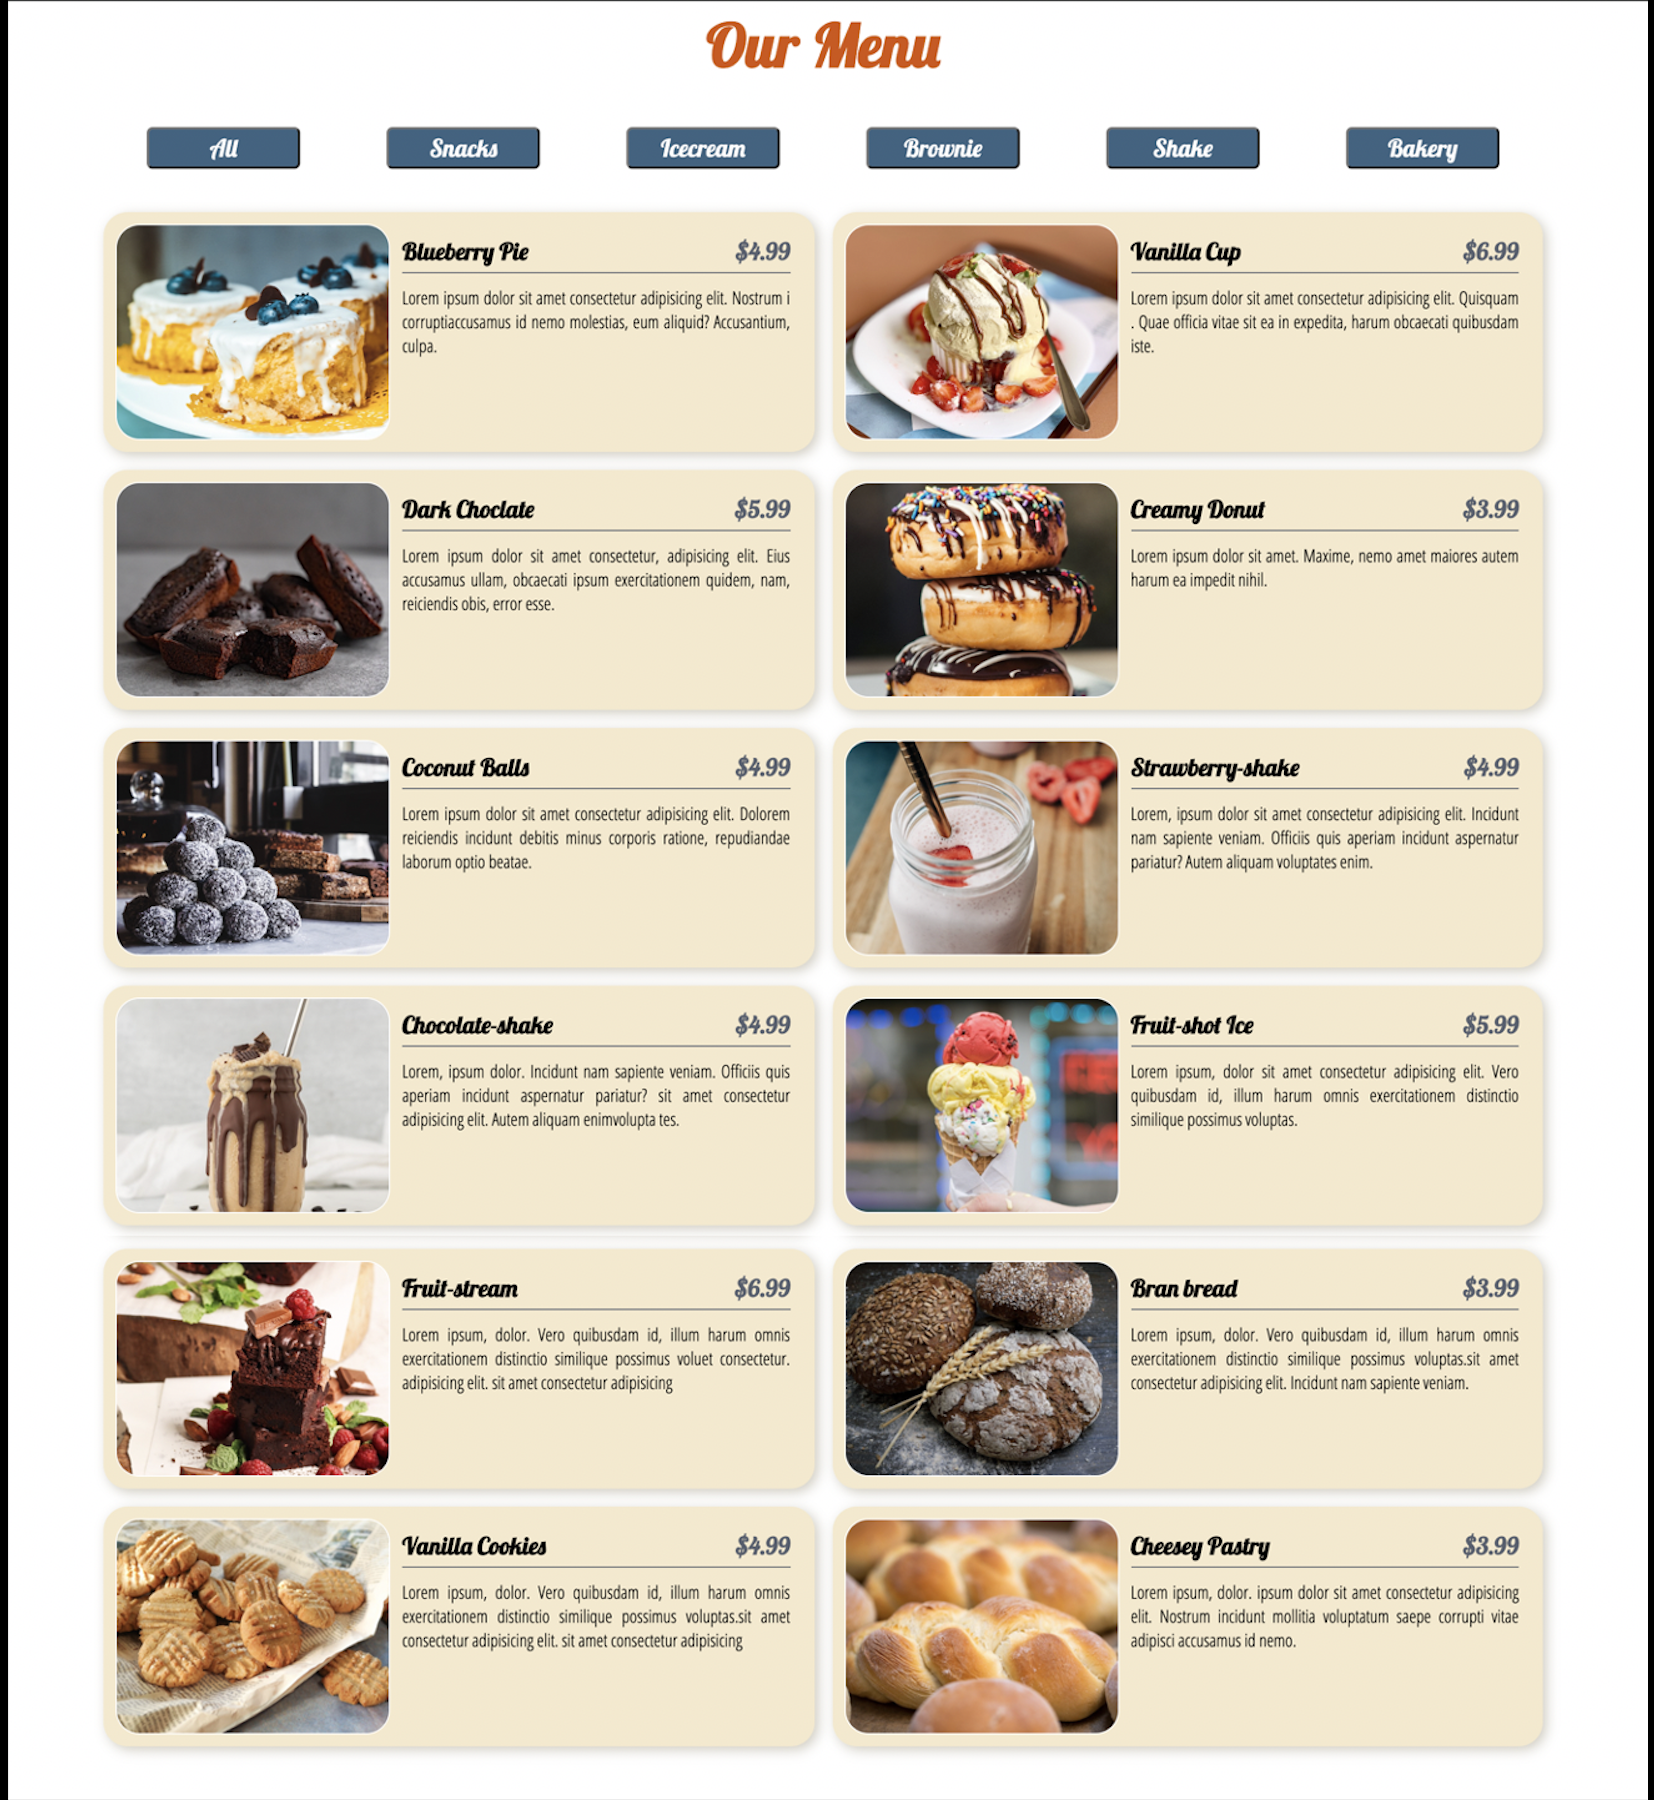 Our Menu
All
Snacks
Icecream
Brownie
Shake
Bakery
Blueberry Pie
$4.99
Lorem ipsum dolor sit amet consectetur adipisicing elit. Nostrum i
corruptiaccusamus id nemo molestias, eum aliquid? Accusantium,
culpa.
Vanilla Cup
$6.99
Lorem ipsum dolor sit amet consectetur adipisicing elit. Quisquam
. Quae officia vitae sit ea in expedita, harum obcaecati quibusdam
iste.
Dark Choclate
$5.99
Lorem ipsum dolor sit amet consectetur, adipisicing elit. Eius
accusamus ullam, obcaecati ipsum exercitationem quidem, nam,
reiciendis obis, error esse.
Creamy Donut
$3.99
Lorem ipsum dolor sit amet. Maxime, nemo amet maiores autem
harum ea impedit nihil.
Coconut Balls
$4.99
Lorem ipsum dolor sit amet consectetur adipisicing elit. Dolorem
reiciendis incidunt debitis minus corporis ratione, repudiandae
laborum optio beatae.
Strawberry-shake
$4.99
Lorem, ipsum dolor sit amet consectetur adipisicing elit. Incidunt
nam sapiente veniam. Officiis quis aperiam incidunt aspernatur
pariatur? Autem aliquam voluptates enim.
Chocolate-shake
$4.99
Lorem, ipsum dolor. Incidunt nam sapiente veniam. Officiis quis
aperiam incidunt aspernatur pariatur? sit amet consectetur
adipisicing elit. Autem aliquam enimvolupta tes.
Fruit-shot Ice
$5.99
Lorem ipsum, dolor sit amet consectetur adipisicing elit. Vero
quibusdam id, illum harum omnis exercitationem distinctio
similique possimus voluptas.
Fruit-stream
$6.99
Lorem ipsum, dolor. Vero quibusdam id, illum harum omnis
exercitationem distinctio similique possimus voluet consectetur.
adipisicing elit. sit amet consectetur adipisicing
Bran bread
$3.99
Lorem ipsum, dolor. Vero quibusdam id, illum harum omnis
exercitationem distinctio similique possimus voluptas.sit amet
consectetur adipisicing elit. Incidunt nam sapiente veniam.
Vanilla Cookies
$4.99
Lorem ipsum, dolor. Vero quibusdam id, illum harum omnis
exercitationem distinctio similique possimus voluptas.sit amet
consectetur adipisicing elit. sit amet consectetur adipisicing
Cheesey Pastry
$3.99
Lorem ipsum, dolor. ipsum dolor sit amet consectetur adipisicing
elit. Nostrum incidunt mollitia voluptatum saepe corrupti vitae
adipisci accusamus id nemo.